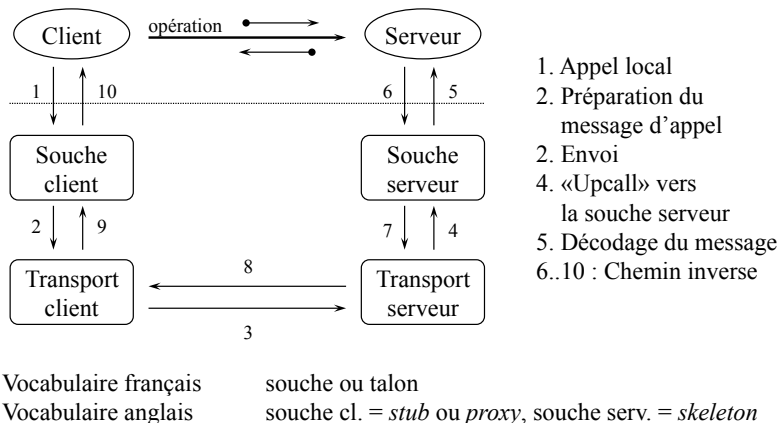 opération
Client
Serveur
1
10
6
5
Souche
client
Souche
serveur
2
9
7
4
8
Transport
client
Transport
serveur
3
1. Appel local
2. Préparation du
message d’appel
2. Envoi
4. «Upcall» vers
la souche serveur
5. Décodage du message
6..10 : Chemin inverse
Vocabulaire français souche ou talon
Vocabulaire anglais souche cl. = stub ou proxy, souche serv. = skeleton